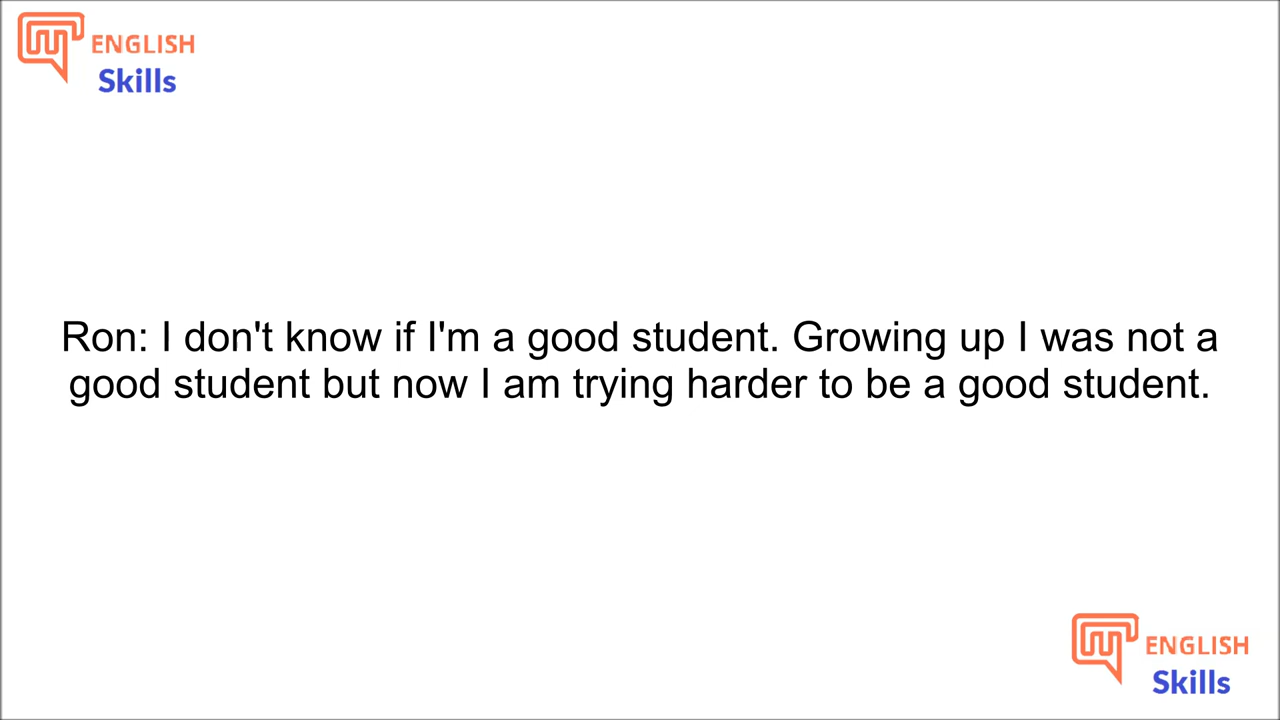 ENGLISH
Skills
Ron: I don't know if I'm a good student. Growing up I was not a
good student but now I am trying harder to be a good student.
ENGLISH
Skills